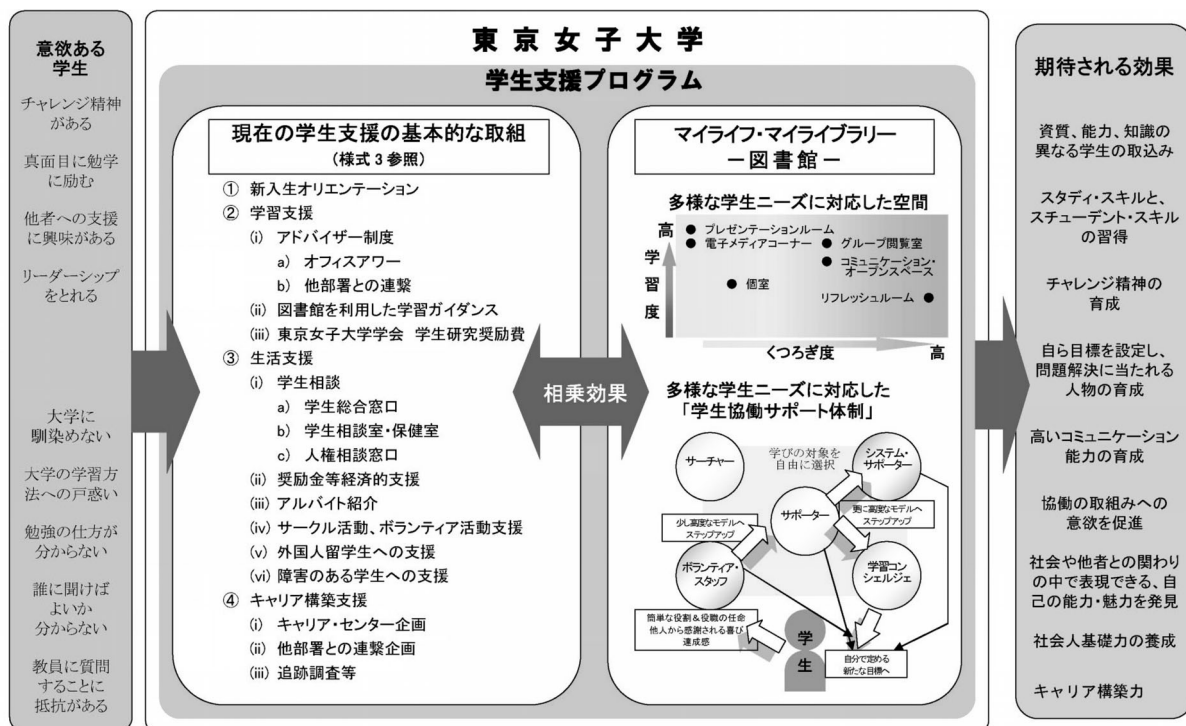 意欲ある
学生
チャレンジ精神
がある
真面目に勉学
に励む
他者への支援
に興味がある
リーダーシップ
をとれる
大学に
馴染めない
大学の学習方
法への戸惑い
勉強の仕方が
分からない
誰に聞けば
よいか
分からない
教員に質問
することに
抵抗がある
東京女子大学
学生支援プログラム
現在の学生支援の基本的な取組
(様式3参照)
① 新入生オリエンテーション
② 学習支援
(i) アドバイザー制度
a) オフィスアワー
b) 他部署との連繋
(ii) 図書館を利用した学習ガイダンス
(iii) 東京女子大学学会 学生研究奨励費
③ 生活支援
(i) 学生相談
a) 学生総合窓口
b) 学生相談室・保健室
c) 人権相談窓口
(ii) 奨励金等経済的支援
(iii) アルバイト紹介
(iv) サークル活動、ボランティア活動支援
(v) 外国人留学生への支援
(vi) 障害のある学生への支援
④ キャリア構築支援
(i) キャリア・センター企画
(ii) 他部署との連繋企画
(iii) 追跡調査等
相乗効果
マイライフ・マイライブラリー
－図書館－
多様な学生ニーズに対応した空間
高
学習度
プレゼンテーションルーム
電子メディアコーナー
グループ閲覧室
コミュニケーション・
オープンスペース
個室
リフレッシュルーム
くつろぎ度
高
多様な学生ニーズに対応した
「学生協働サポート体制」
サーチャー
学びの対象を
自由に選択
システム・
サポーター
サポーター
少し高度なモデルへ
ステップアップ
更に高度なモデルへ
ステップアップ
ボランティア・
スタッフ
学習コン
シェルジェ
簡単な役割＆役職の任命
他人から感謝される喜び
達成感
学生
自分で定める
新たな目標へ
期待される効果
資質、能力、知識の
異なる学生の取込み
スタディ・スキルと、
スチューデント・スキル
の習得
チャレンジ精神の
育成
自ら目標を設定し、
問題解決に当たれる
人物の育成
高いコミュニケーション
能力の育成
協働の取組みへの
意欲を促進
社会や他者との関わり
の中で表現できる、自
己の能力・魅力を発見
社会人基礎力の養成
キャリア構築力